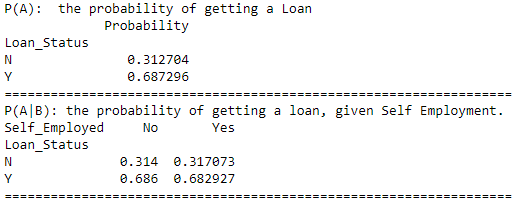 P(A):  the probability of getting a Loan
             Probability
Loan_Status
N               0.312704
Y               0.687296
================================================================
P(A|B): the probability of getting a loan, given Self Employment.
Self_Employed     No       Yes
Loan_Status
N              0.314  0.317073
Y              0.686  0.682927
================================================================